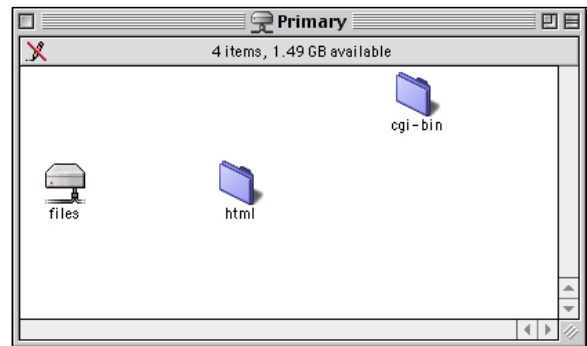 Primary
4 items, 1.49 GB available
cgi-bin
files
html